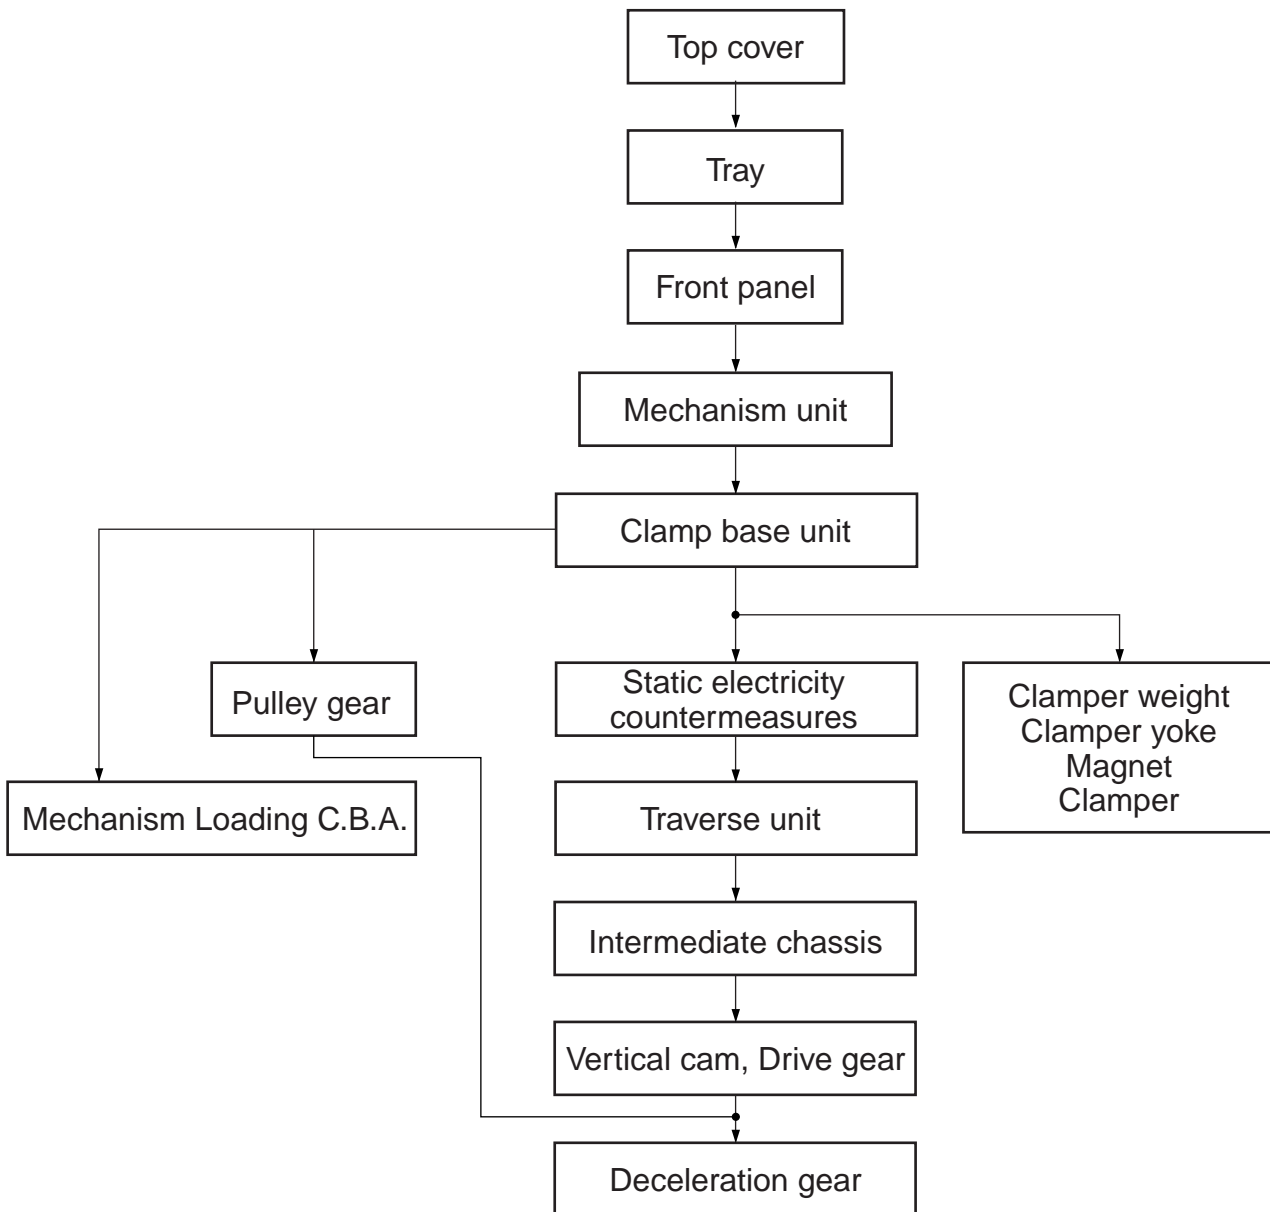 Top cover
Tray
Front panel
Mechanism unit
Clamp base unit
Pulley gear
Mechanism Loading C.B.A.
Static electricity
countermeasures
Clamper weight
Clamper yoke
Magnet
Clamper
Traverse unit
Intermediate chassis
Vertical cam, Drive gear
Deceleration gear